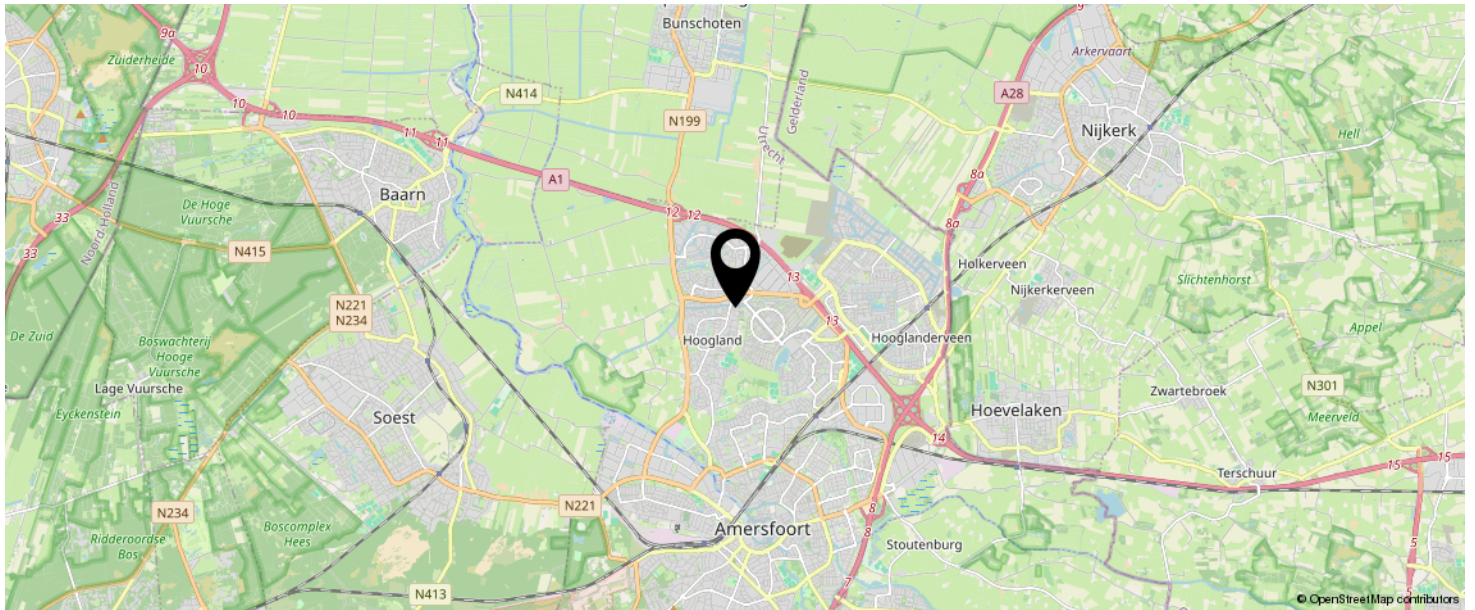 Bunschoten
9a
9
Zuiderheide
Arkervaart
10
A28
N414
10
10
Gelderland
N199
11
11
Nijkerk
Hell
Utrecht
8a
A1
Baarn
De Hoge
Vuursche
33
Noord-Holland
12
12
8a
33
N415
Holkerveen
13
Slichtenhorst
Nijkerkerveen
N221
N234
13
De Zuid
Boswachterij
Hooge
Vuursche
Hoogland
Hooglanderveen
Appel
Lage Vuursche
Zwartebroek
N301
Eyckenstein
Soest
Hoevelaken
Meerveld
14
15
15
Terschuur
N221
N234
8
Boscomplex
Hees
Amersfoort
8
Ridderoordse
Bos
Stoutenburg
5
5
7
N413
© OpenStreetMap contributors